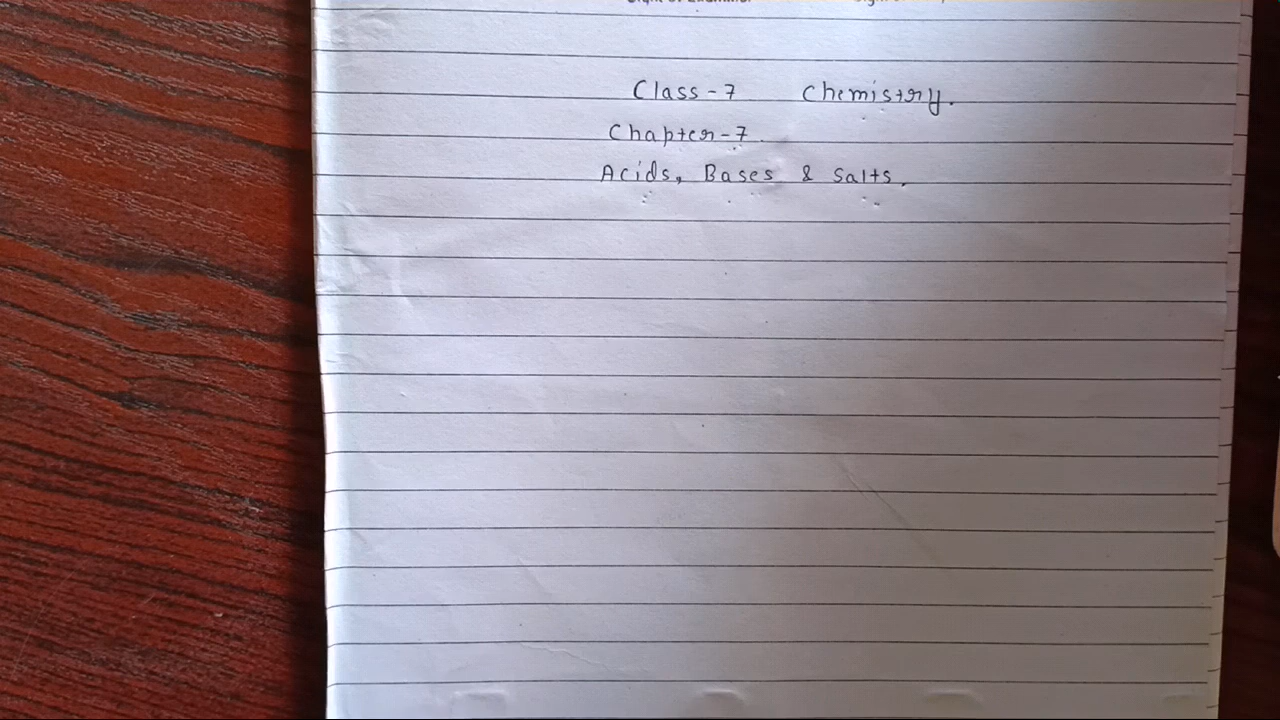 Class-7 Chemistry.
Chapter-7.
Acids, Bases & Salts.